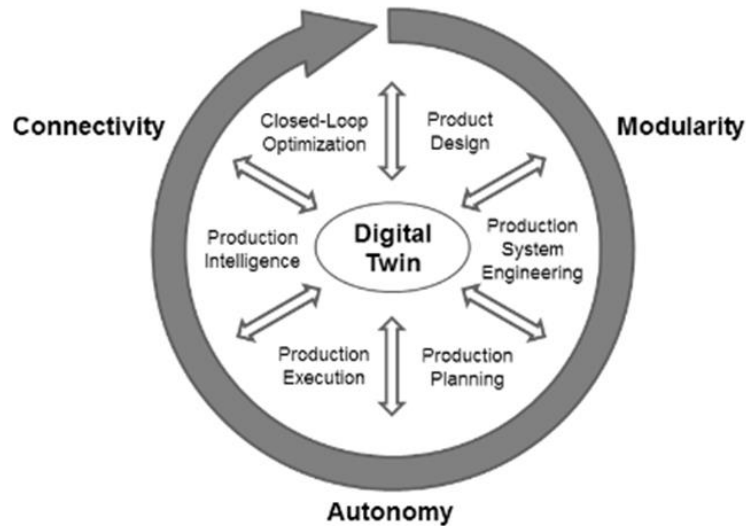 Connectivity
Modularity
Closed-Loop
Optimization
Product
Design
Production
Intelligence
Digital
Twin
Production
System
Engineering
Production
Execution
Production
Planning
Autonomy